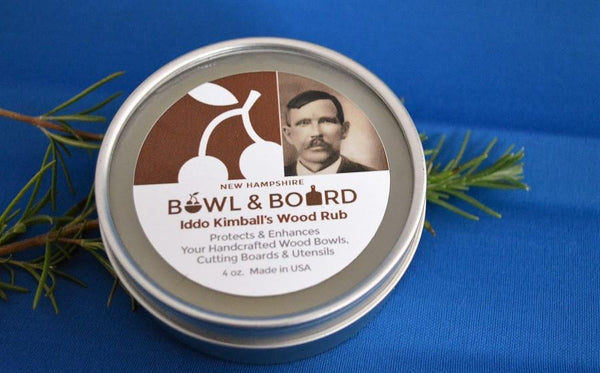 NEW HAMPSHIRE
BOWL & BOARD
Iddo Kimball's Wood Rub
Protects & Enhances
Your Handcrafted Wood Bowls,
Cutting Boards & Utensils
4 oz. Made in USA